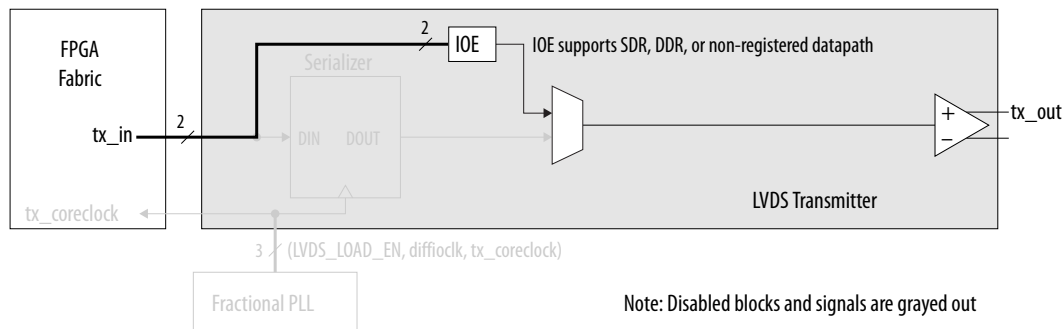 FPGA
Fabric
2
IOE
IOE supports SDR, DDR, or non-registered datapath
Serializer
tx_in
2
DIN
DOUT
+
–
tx_out
tx_coreclock
LVDS Transmitter
3
(LVDS_LOAD_EN, diffioclk, tx_coreclock)
Fractional PLL
Note: Disabled blocks and signals are grayed out